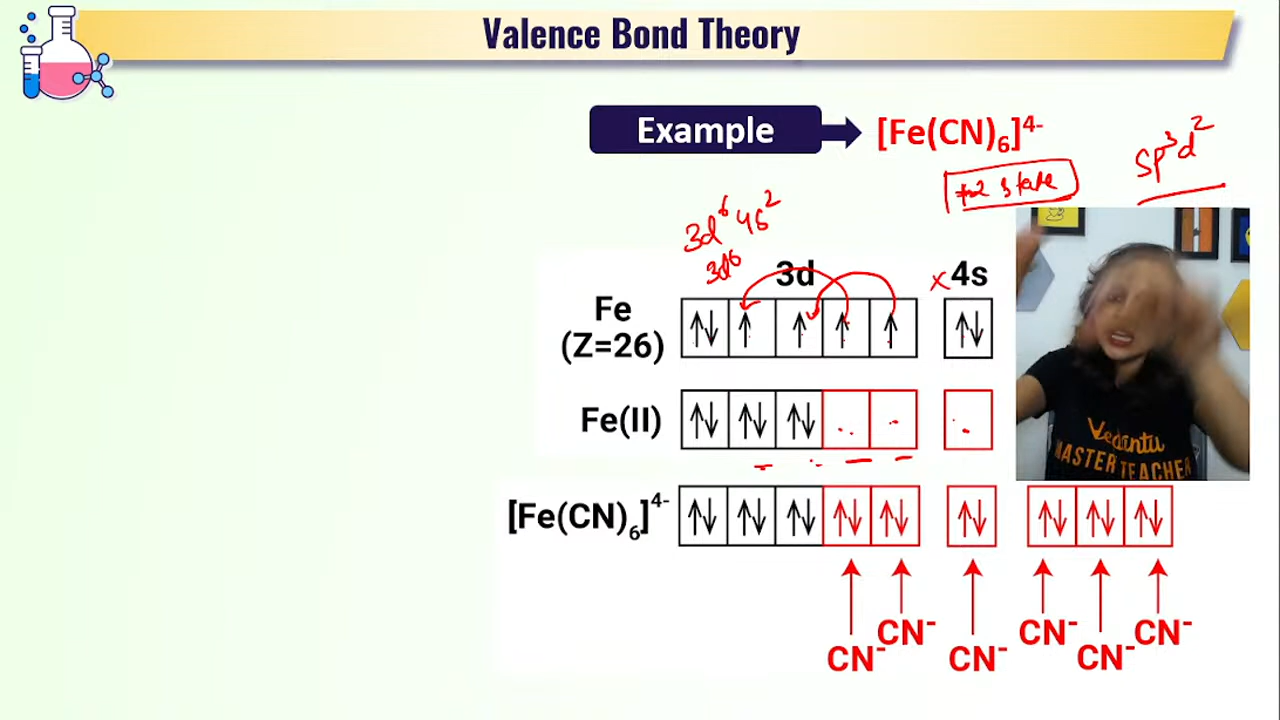 Valence Bond Theory
Example
[Fe(CN)₆]⁴⁻
sp³d²
+2 state
3d⁶ 4s²
3d⁶
3d
× 4s
Fe
(Z=26)
Fe(II)
Vedantu
MASTER TEACHER
[Fe(CN)₆]⁴⁻
CN⁻ CN⁻ CN⁻ CN⁻ CN⁻ CN⁻